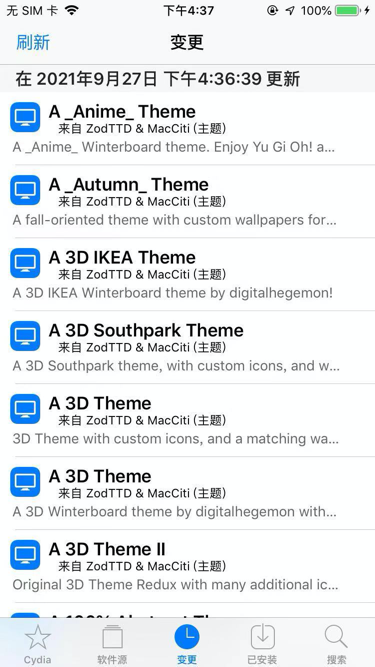 无 SIM 卡 下午4:37 100%
刷新 变更
在 2021年9月27日 下午4:36:39 更新
A _Anime_ Theme
来自 ZodTTD & MacCiti (主题)
A _Anime_ Winterboard theme. Enjoy Yu Gi Oh! a...
A _Autumn_ Theme
来自 ZodTTD & MacCiti (主题)
A fall-oriented theme with custom wallpapers for...
A 3D IKEA Theme
来自 ZodTTD & MacCiti (主题)
A 3D IKEA Winterboard theme by digitalhegemon!
A 3D Southpark Theme
来自 ZodTTD & MacCiti (主题)
A 3D Southpark theme, with custom icons, and w...
A 3D Theme
来自 ZodTTD & MacCiti (主题)
3D Theme with custom icons, and a matching wa...
A 3D Theme
来自 ZodTTD & MacCiti (主题)
A 3D Winterboard theme by digitalhegemon with...
A 3D Theme II
来自 ZodTTD & MacCiti (主题)
Original 3D Theme Redux with many additional ic...
Cydia 软件源 变更 已安装 搜索